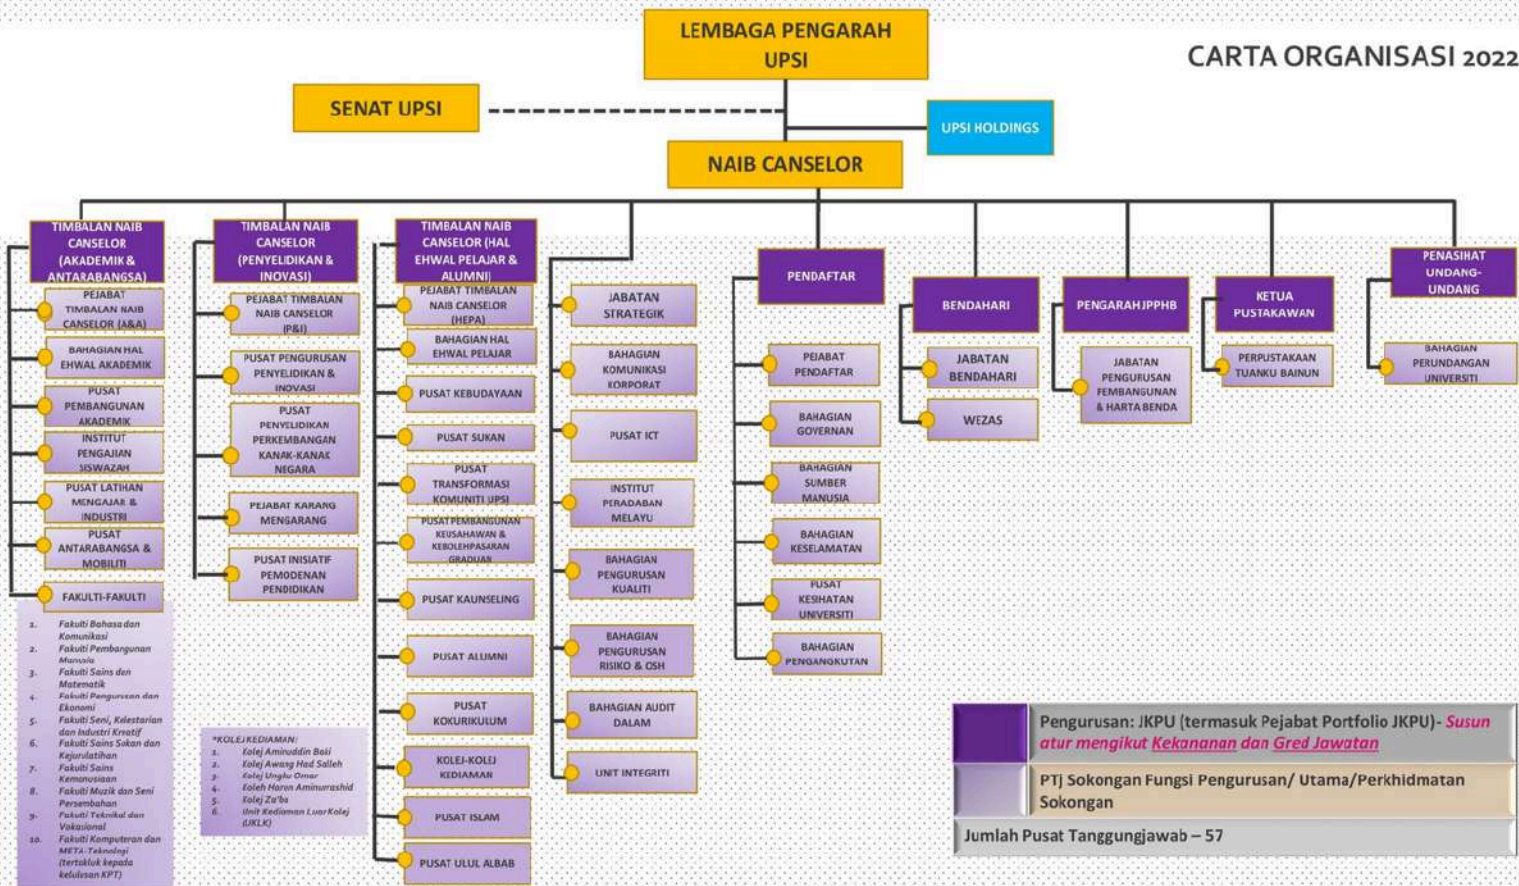 LEMBAGA PENGARAH
UPSI
CARTA ORGANISASI 2022
SENAT UPSI
UPSI HOLDINGS
NAIB CANSELOR
TIMBALAN NAIB
CANSELOR
(AKADEMIK &
ANTARABANGSA)
PEJABAT
TIMBALAN NAIB
CANSELOR (A&A)
BAHAGIAN HAL
EHWAL AKADEMIK
PUSAT
PEMBANGUNAN
AKADEMIK
INSTITUT
PENGAJIAN
SISWAZAH
PUSAT LATIHAN
MENGAJAR &
INDUSTRI
PUSAT
ANTARABANGSA &
MOBILITI
FAKULTI-FAKULTI
1. Fakulti Bahasa dan
Komunikasi
2. Fakulti Pembangunan
Manusia
3. Fakulti Sains dan
Matematik
4. Fakulti Pengurusan dan
Ekonomi
5. Fakulti Seni, Kelestarian
dan Industri Kreatif
6. Fakulti Sains Sukan dan
Kejurulatihan
7. Fakulti Sains
Kemanusiaan
8. Fakulti Muzik dan Seni
Persembahan
9. Fakulti Teknikal dan
Vokasional
10. Fakulti Komputeran dan
META-Teknologi
(tertakluk kepada
kelulusan KPT)
TIMBALAN NAIB
CANSELOR
(PENYELIDIKAN &
INOVASI)
PEJABAT TIMBALAN
NAIB CANSELOR
(P&I)
PUSAT PENGURUSAN
PENYELIDIKAN &
INOVASI
PUSAT
PENYELIDIKAN
PERKEMBANGAN
KANAK-KANAK
NEGARA
PEJABAT KARANG
MENGARANG
PUSAT INISIATIF
PEMODENAN
PENDIDIKAN
*KOLEJ KEDIAMAN:
1. Kolej Aminuddin Baki
2. Kolej Awang Had Salleh
3. Kolej Ungku Omar
4. Koleh Harun Aminurrashid
5. Kolej Za'ba
6. Unit Kediaman Luar Kolej
(UKLK)
TIMBALAN NAIB
CANSELOR (HAL
EHWAL PELAJAR &
ALUMNI)
PEJABAT TIMBALAN
NAIB CANSELOR
(HEPA)
BAHAGIAN HAL
EHWAL PELAJAR
PUSAT KEBUDAYAAN
PUSAT SUKAN
PUSAT
TRANSFORMASI
KOMUNITI UPSI
PUSAT PEMBANGUNAN
KEUSAHAWAN &
KEBOLEHPASARAN
GRADUAN
PUSAT KAUNSELING
PUSAT ALUMNI
PUSAT
KOKURIKULUM
KOLEJ-KOLEJ
KEDIAMAN
PUSAT ISLAM
PUSAT ULUL ALBAB
JABATAN
STRATEGIK
BAHAGIAN
KOMUNIKASI
KORPORAT
PUSAT ICT
INSTITUT
PERADABAN
MELAYU
BAHAGIAN
PENGURUSAN
KUALITI
BAHAGIAN
PENGURUSAN
RISIKO & OSH
BAHAGIAN AUDIT
DALAM
UNIT INTEGRITI
PENDAFTAR
PEJABAT
PENDAFTAR
BAHAGIAN
GOVERNAN
BAHAGIAN
SUMBER
MANUSIA
BAHAGIAN
KESELAMATAN
PUSAT
KESIHATAN
UNIVERSITI
BAHAGIAN
PENGANGKUTAN
BENDAHARI
JABATAN
BENDAHARI
WEZAS
PENGARAH JPPHB
JABATAN
PENGURUSAN
PEMBANGUNAN
& HARTA BENDA
KETUA
PUSTAKAWAN
PERPUSTAKAAN
TUANKU BAINUN
PENASIHAT
UNDANG-
UNDANG
BAHAGIAN
PERUNDANGAN
UNIVERSITI
Pengurusan: JKPU (termasuk Pejabat Portfolio JKPU)- Susun
atur mengikut Kekananan dan Gred Jawatan
PTj Sokongan Fungsi Pengurusan/ Utama/Perkhidmatan
Sokongan
Jumlah Pusat Tanggungjawab – 57